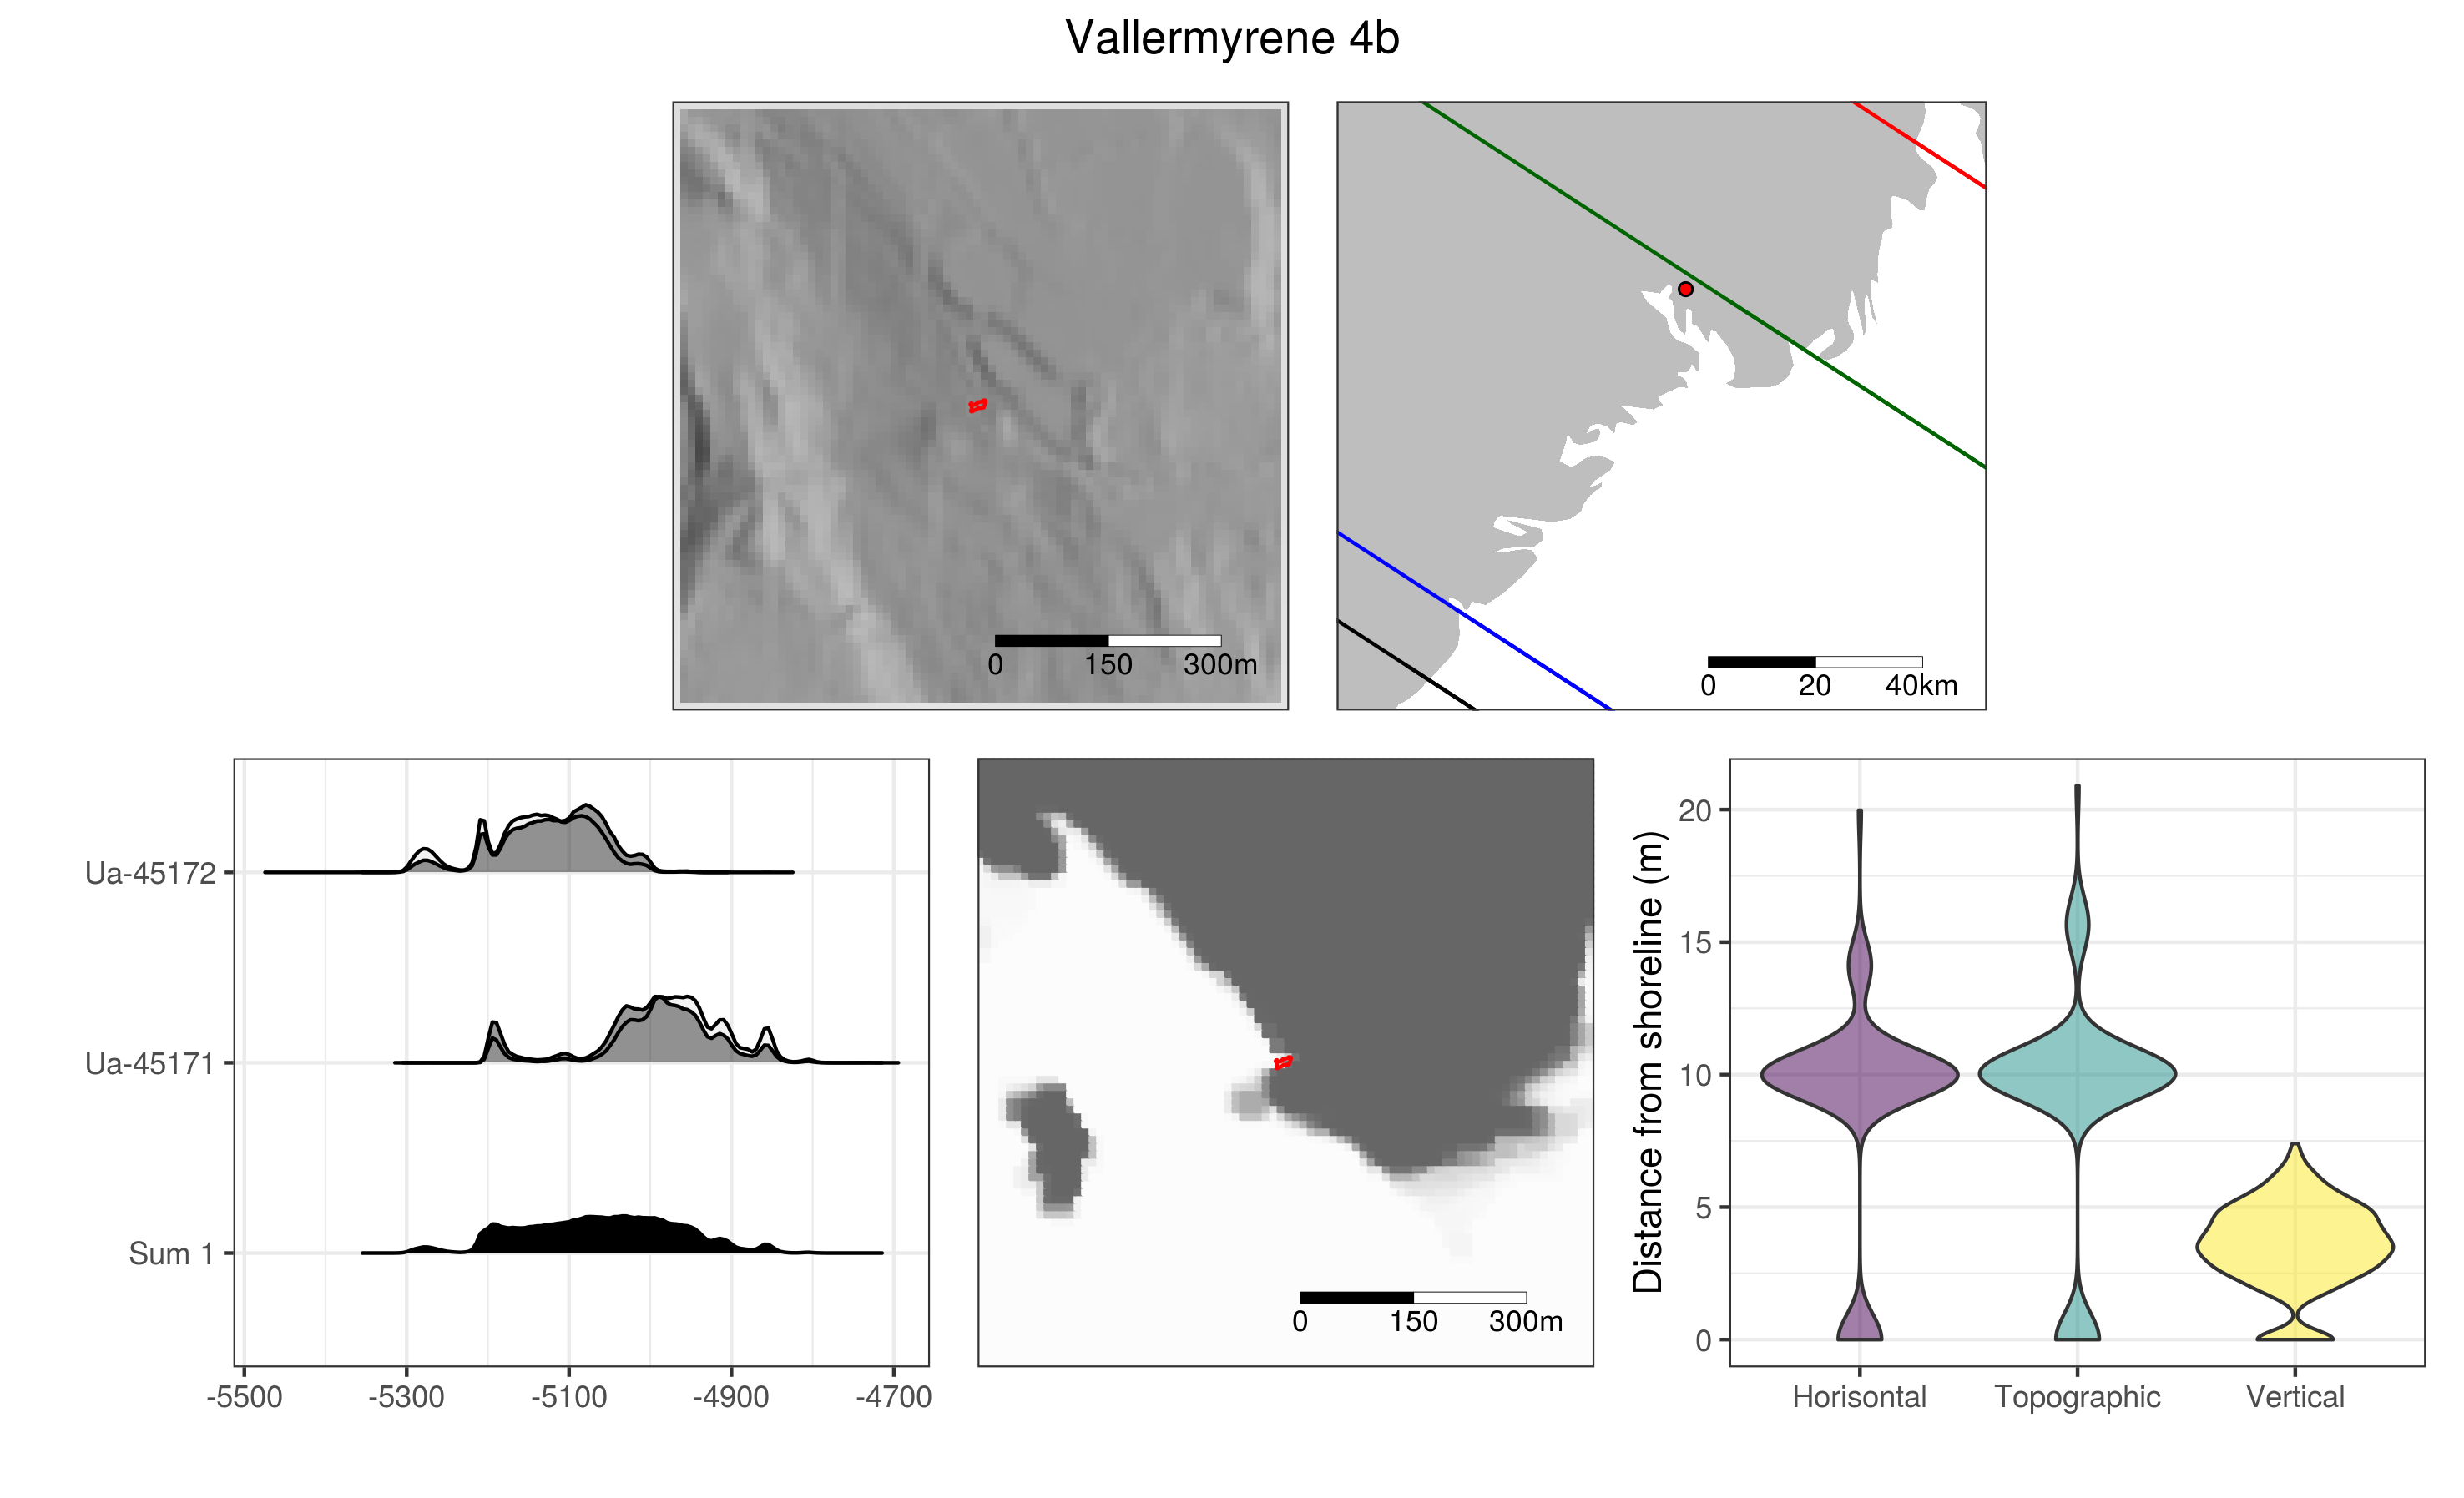 Vallermyrene 4b
0 150 300m
0 20 40km
Ua-45172
Ua-45171
Sum 1
-5500 -5300 -5100 -4900 -4700
0 150 300m
Distance from shoreline (m)
20
15
10
5
0
Horisontal Topographic Vertical